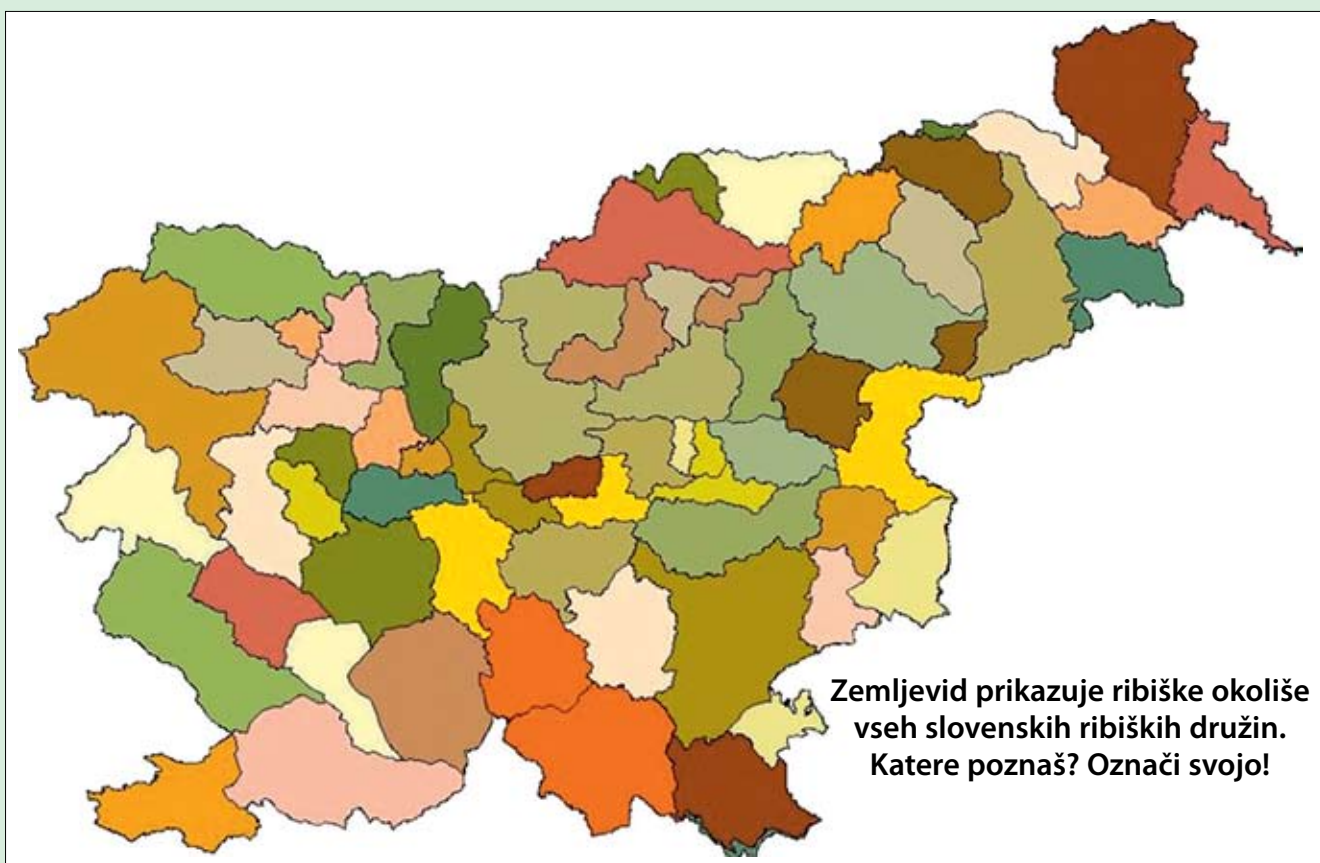 Zemljevid prikazuje ribiške okoliše
vseh slovenskih ribiških družin.
Katere poznaš? Označi svojo!